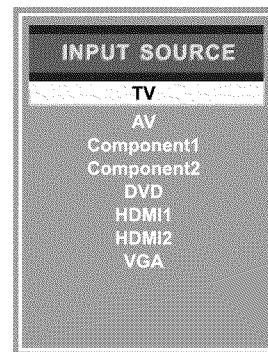 INPUT SOURCE
TV
AV
Component1
Component2
DVD
HDMI1
HDMI2
VGA